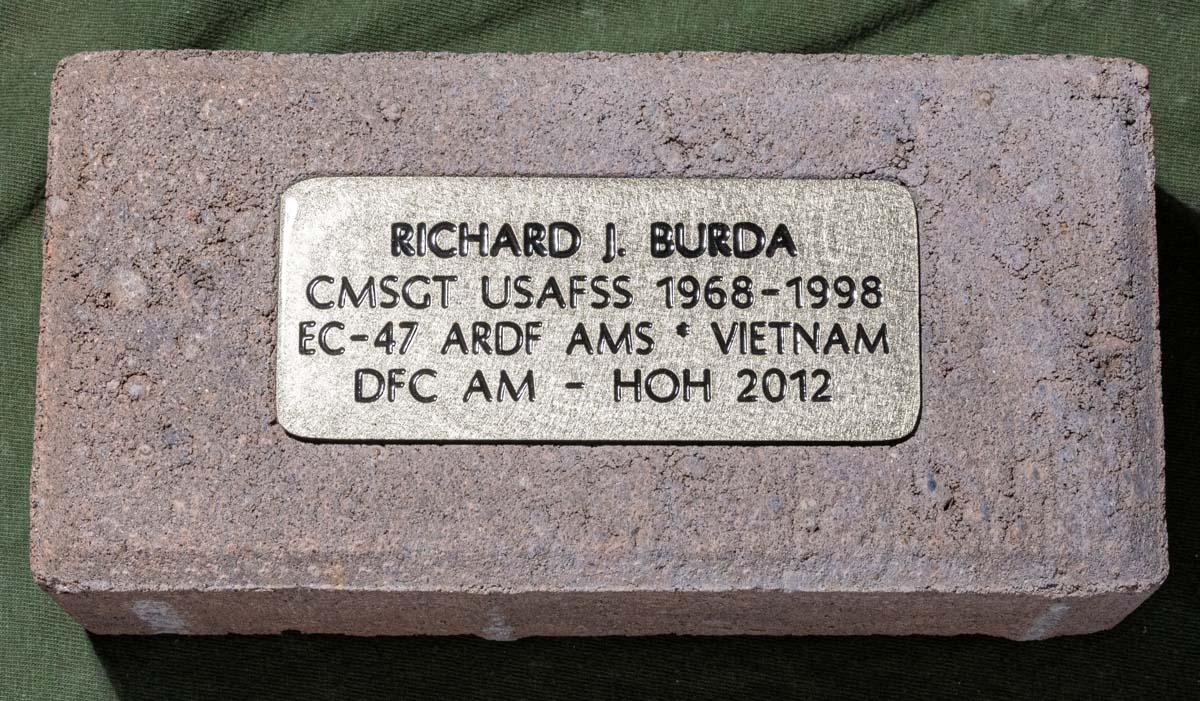 RICHARD J. BURDA
CMSGT USAFSS 1968-1998
EC-47 ARDF AMS * VIETNAM
DFC AM - HOH 2012